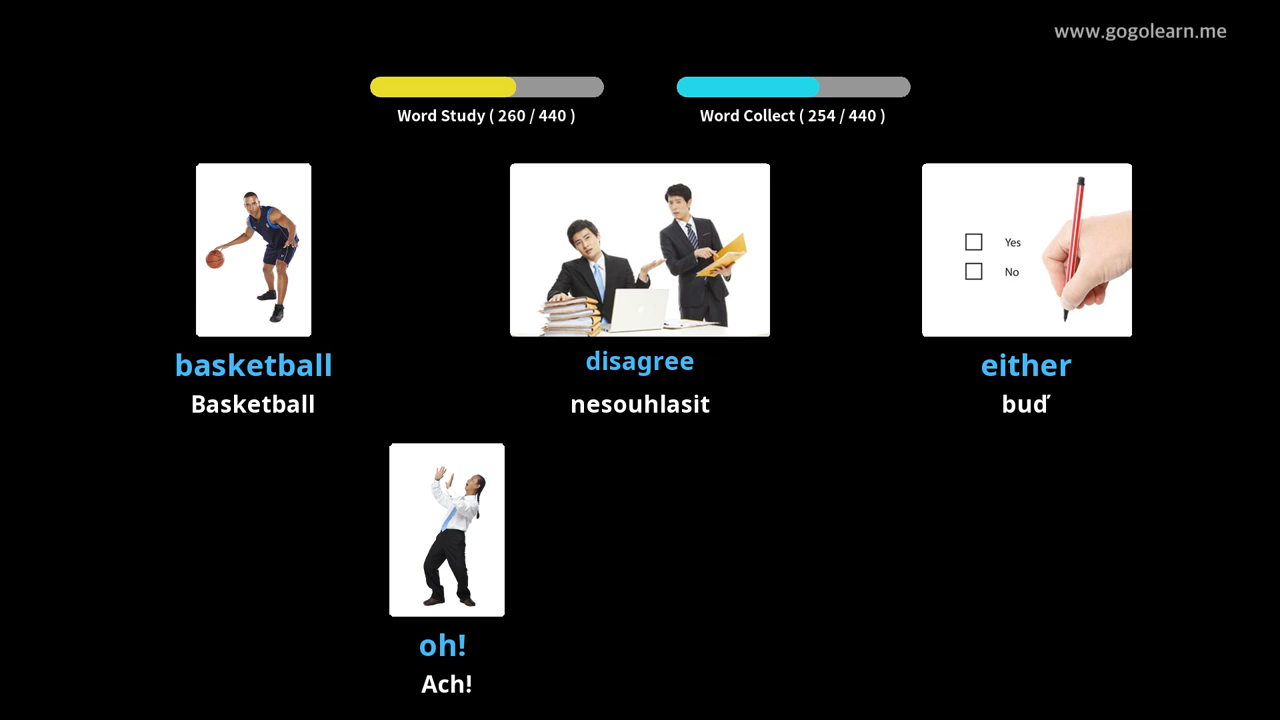 www.gogolearn.me
Word Study ( 260 / 440 )
Word Collect ( 254 / 440 )
Yes
No
basketball
Basketball
disagree
nesouhlasit
either
buď
oh!
Ach!